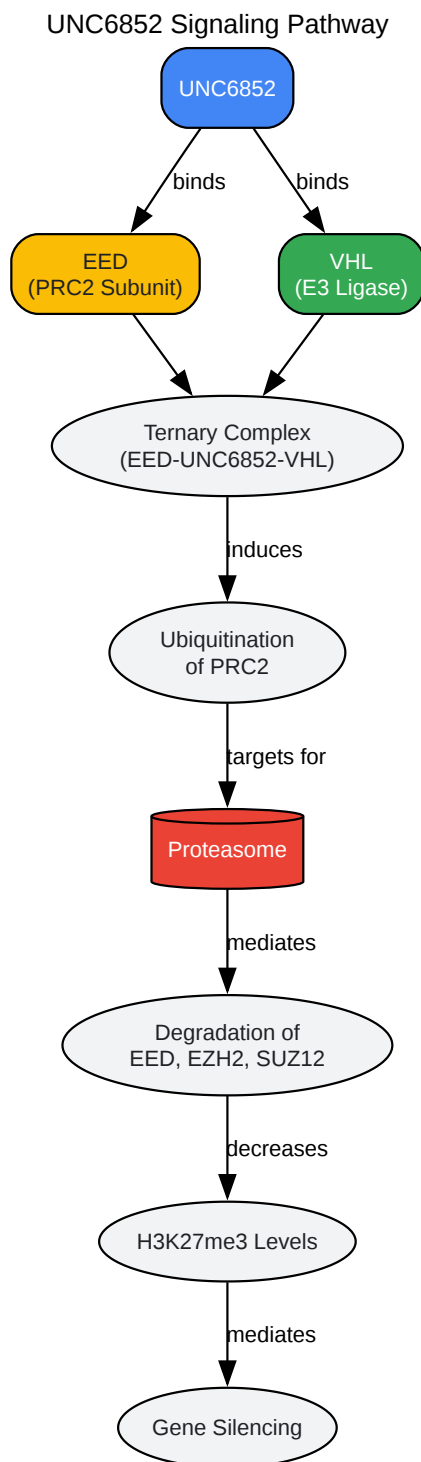 UNC6852 Signaling Pathway
UNC6852
binds
binds
EED
(PRC2 Subunit)
VHL
(E3 Ligase)
Ternary Complex
(EED-UNC6852-VHL)
induces
Ubiquitination
of PRC2
targets for
Proteasome
mediates
Degradation of
EED, EZH2, SUZ12
decreases
H3K27me3 Levels
mediates
Gene Silencing